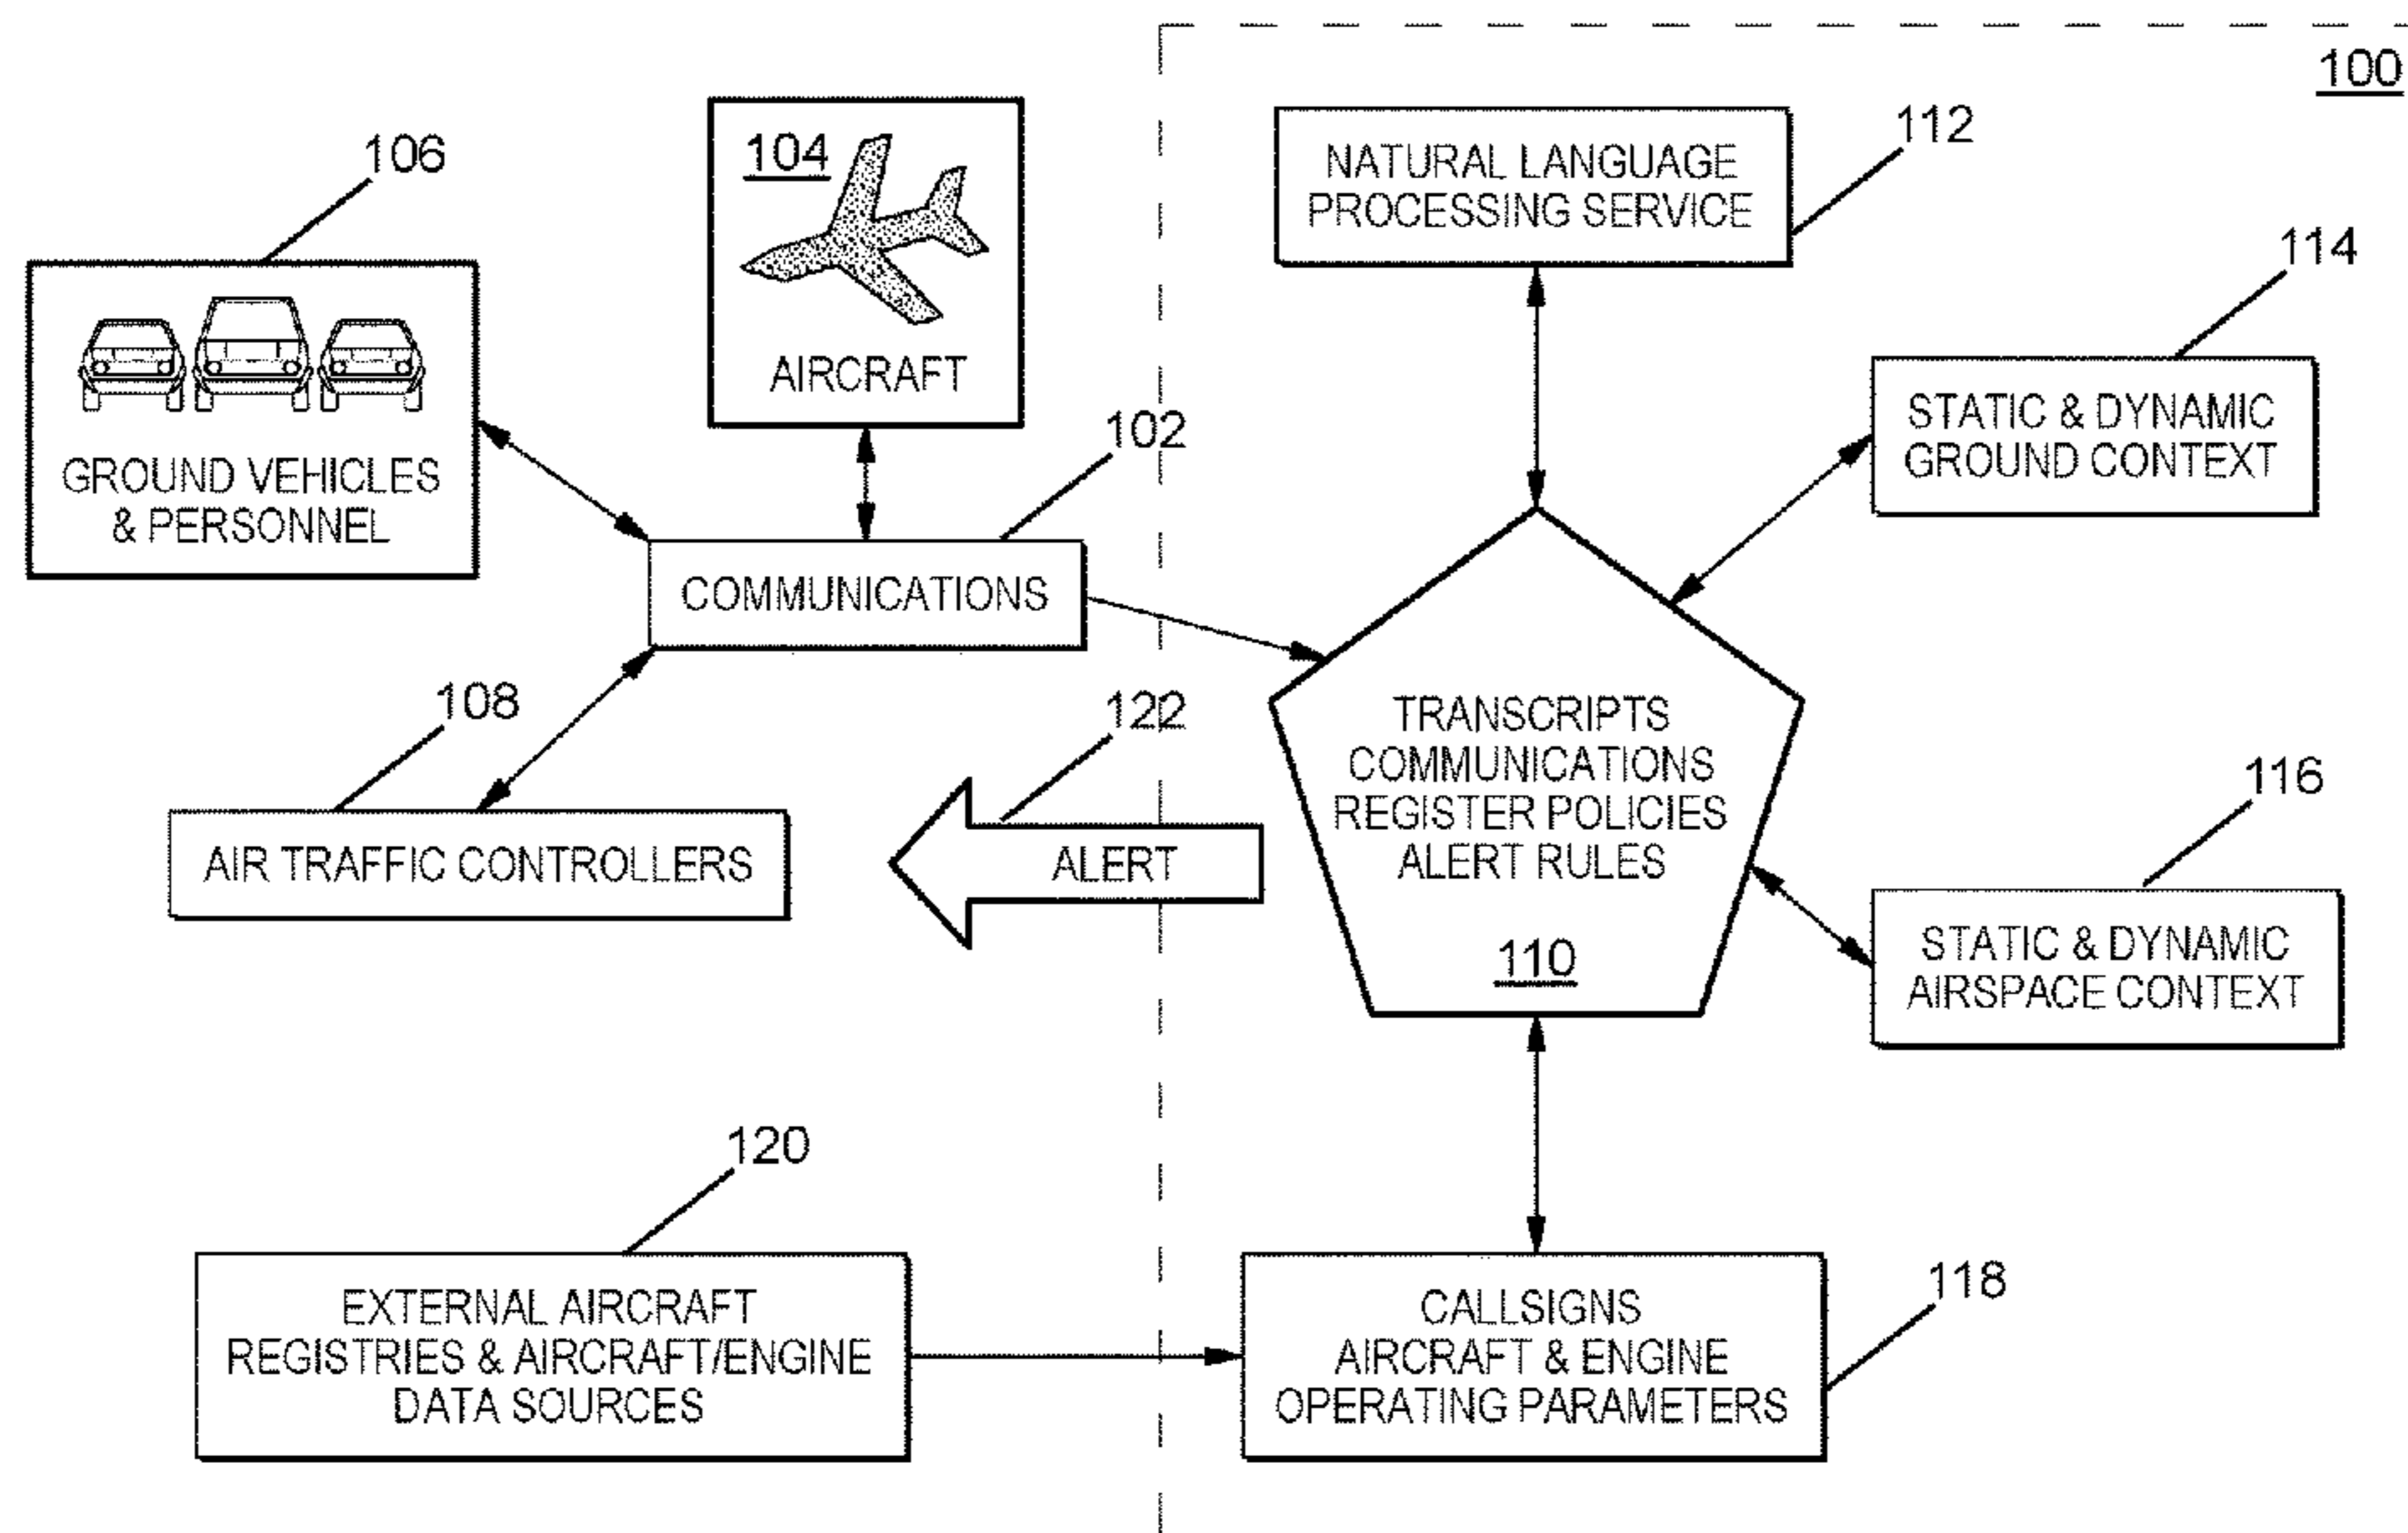 100
104
AIRCRAFT
106
GROUND VEHICLES
& PERSONNEL
102
COMMUNICATIONS
108
AIR TRAFFIC CONTROLLERS
122
ALERT
112
NATURAL LANGUAGE
PROCESSING SERVICE
114
STATIC & DYNAMIC
GROUND CONTEXT
TRANSCRIPTS
COMMUNICATIONS
REGISTER POLICIES
ALERT RULES
110
116
STATIC & DYNAMIC
AIRSPACE CONTEXT
120
EXTERNAL AIRCRAFT
REGISTRIES & AIRCRAFT/ENGINE
DATA SOURCES
118
CALLSIGNS
AIRCRAFT & ENGINE
OPERATING PARAMETERS